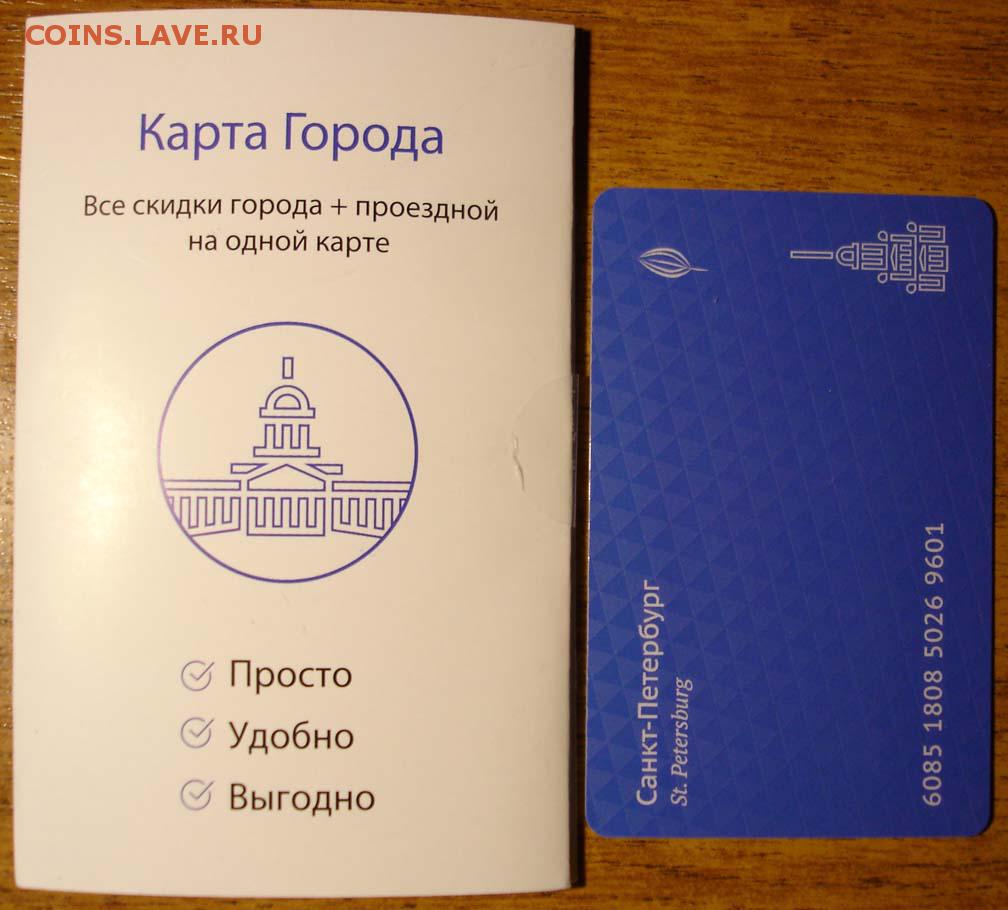 COINS.LAVE.RU
Карта Города
Все скидки города + проездной
на одной карте
Просто
Удобно
Выгодно
Санкт-Петербург
St. Petersburg
6085 1808 5026 9601